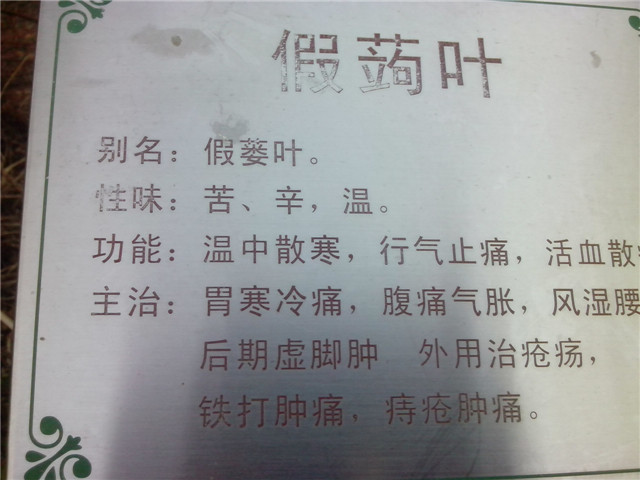 假蒟叶
别名：假蒌叶。
性味：苦、辛，温。
功能：温中散寒，行气止痛，活血散
主治：胃寒冷痛，腹痛气胀，风湿腰
后期虚脚肿 外用治疮疡，
铁打肿痛，痔疮肿痛。